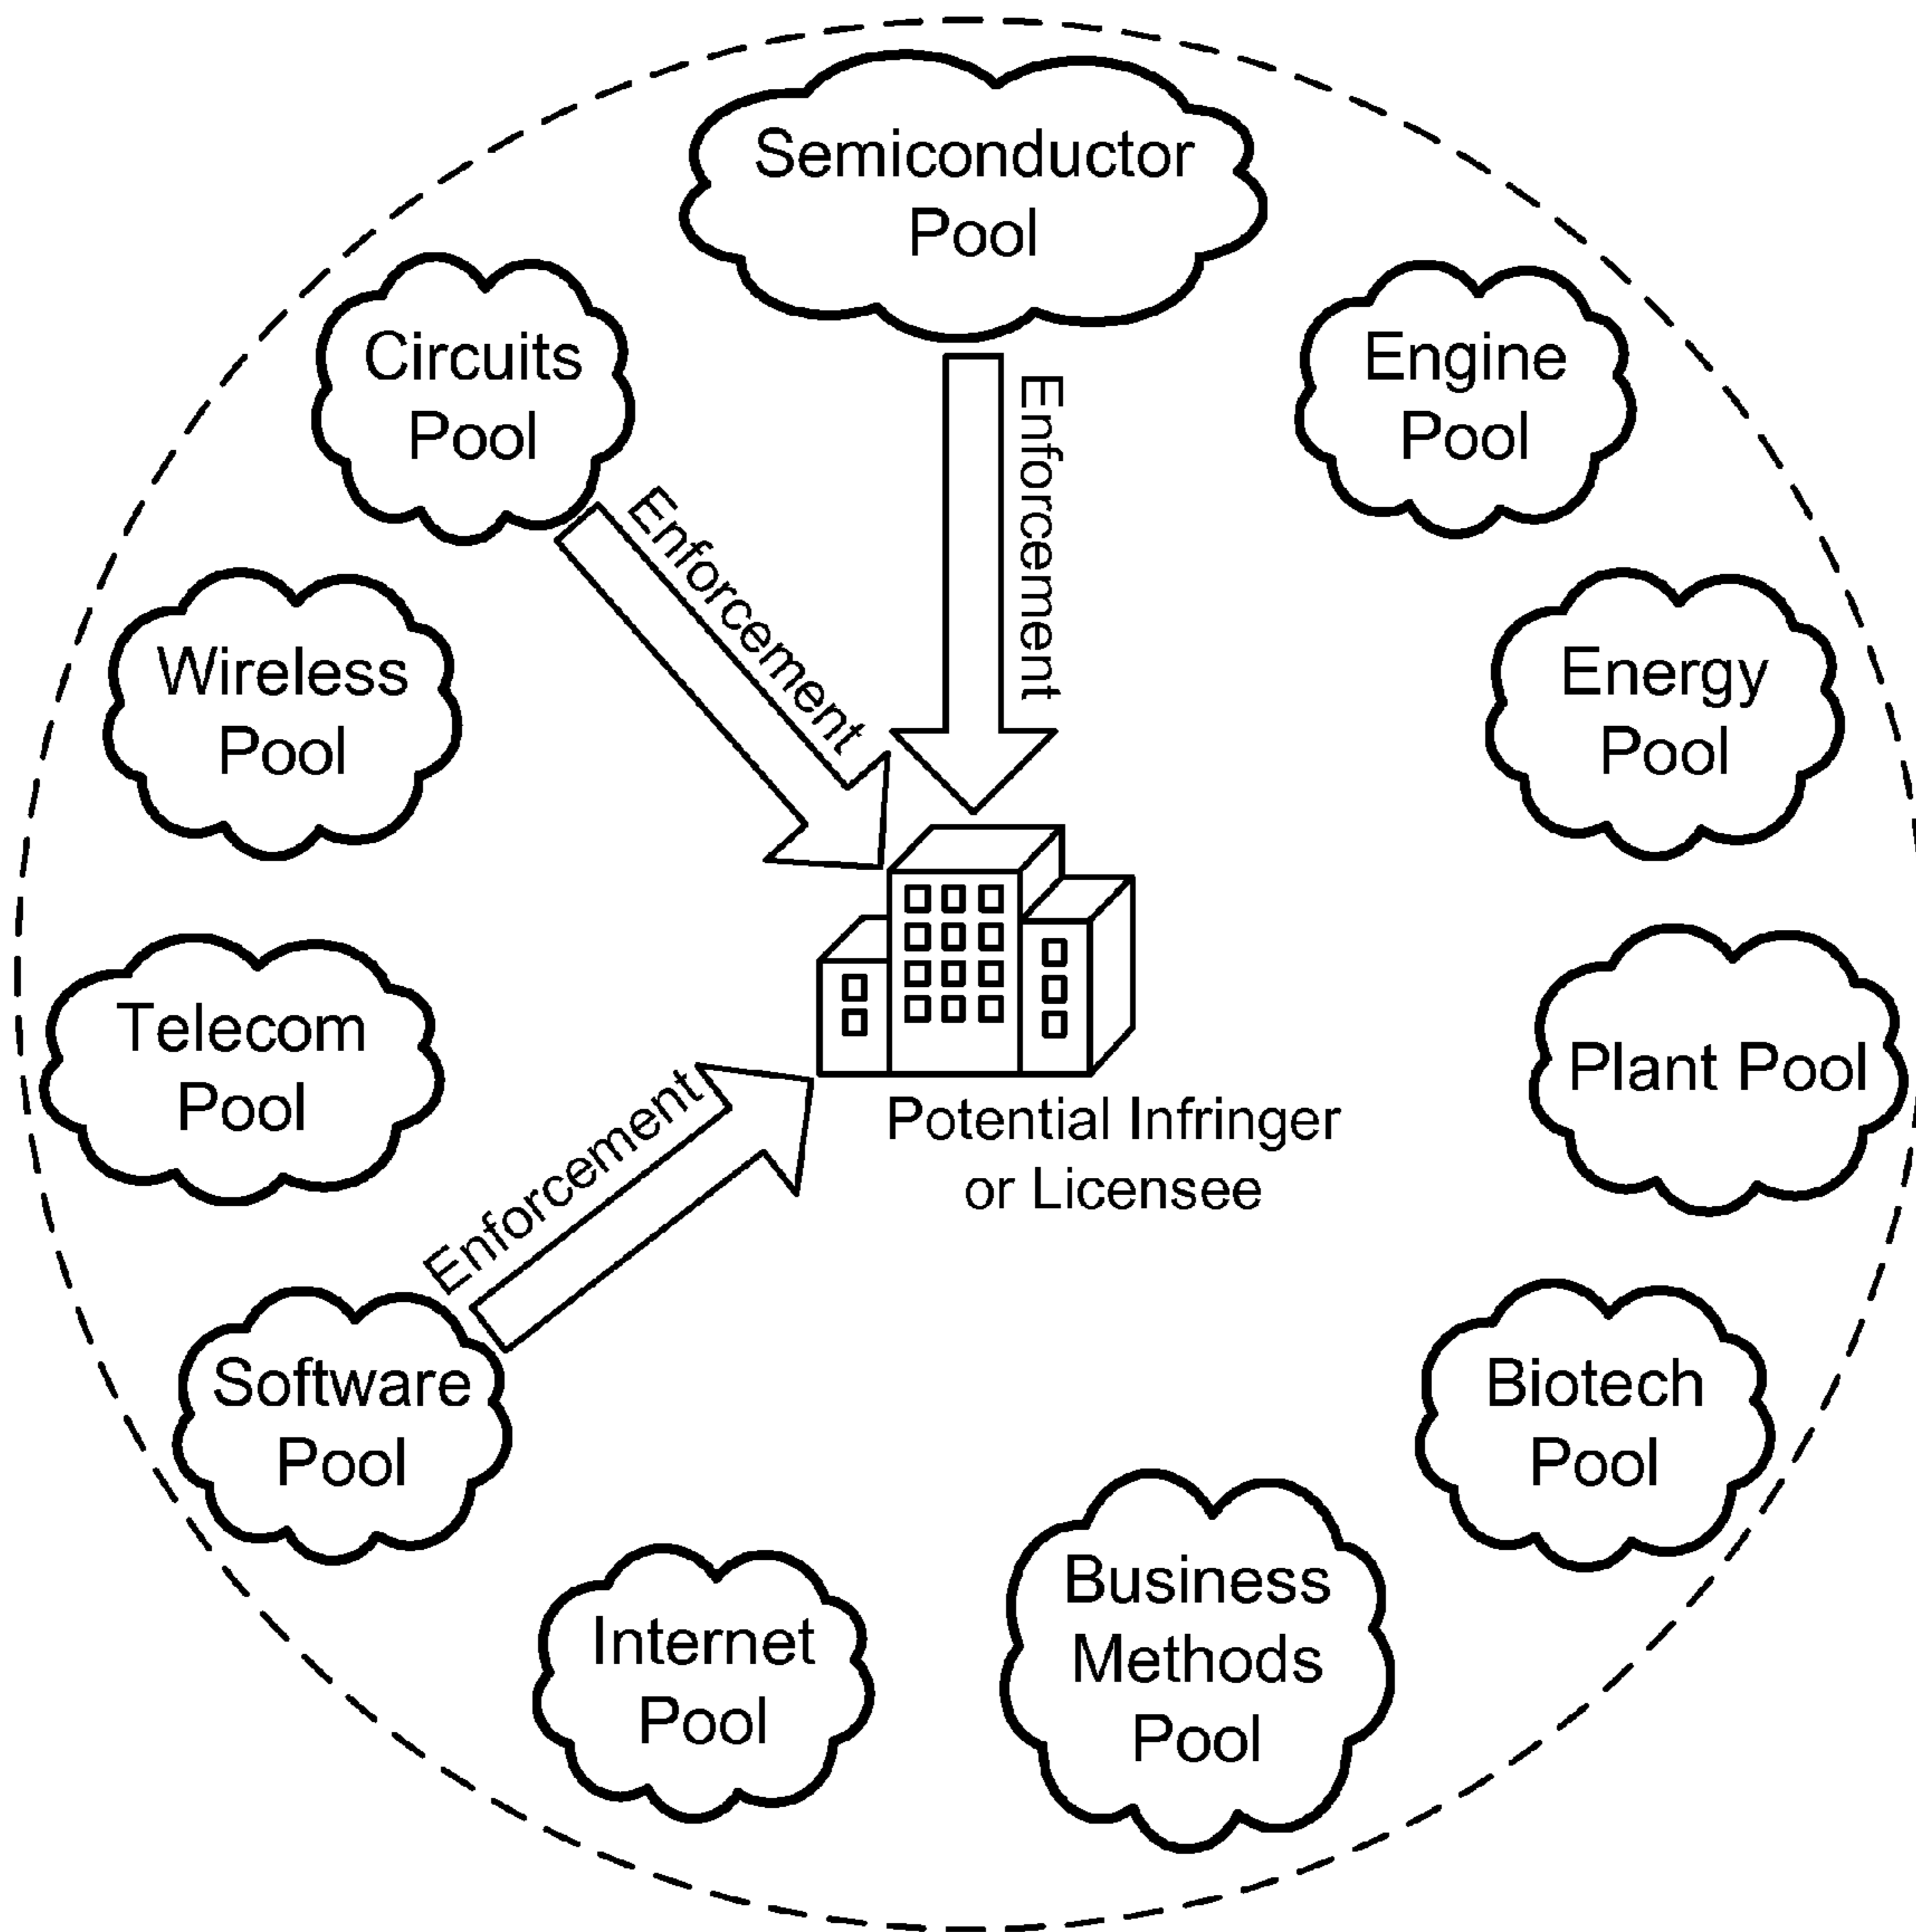 Semiconductor
Pool
Circuits
Pool
Engine
Pool
Enforcement
Enforcement
Wireless
Pool
Energy
Pool
Telecom
Pool
Plant Pool
Potential Infringer
or Licensee
Enforcement
Software
Pool
Biotech
Pool
Internet
Pool
Business
Methods
Pool